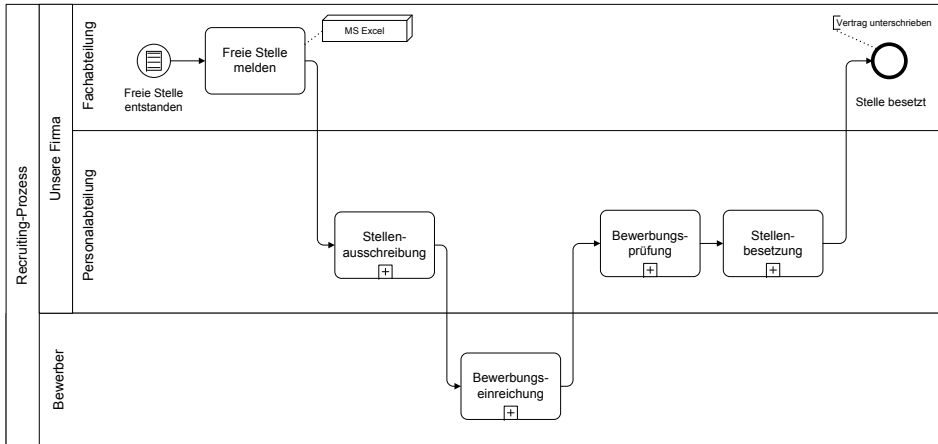 Recruiting-Prozess
Unsere Firma
Fachabteilung
Freie Stelle
entstanden
Freie Stelle
melden
MS Excel
Vertrag unterschrieben
Stelle besetzt
Personalabteilung
Stellen-
ausschreibung
Bewerbungs-
prüfung
Stellen-
besetzung
Bewerber
Bewerbungs-
einreichung